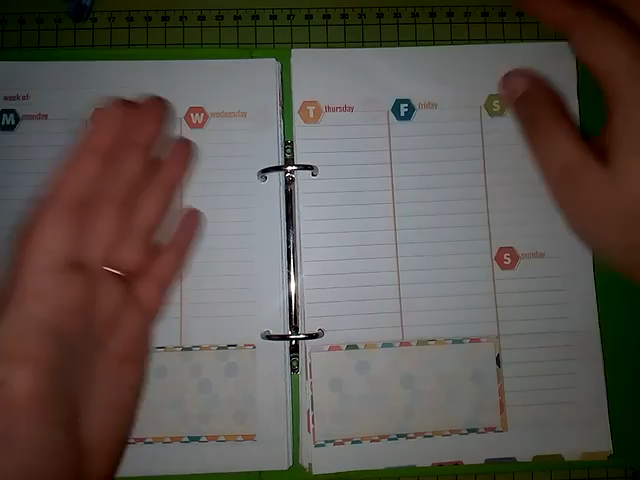 week of:
M monday
W wednesday
T thursday
F friday
S
S sunday